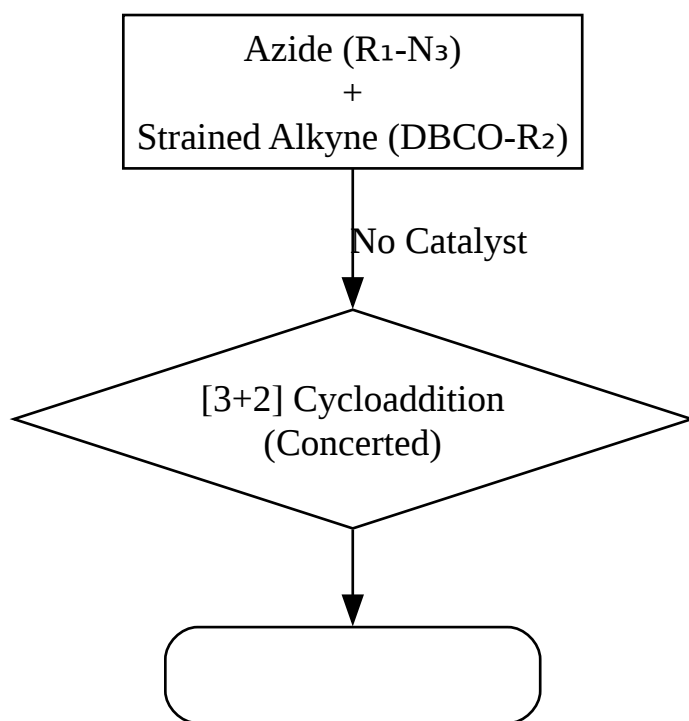 Azide (R₁-N₃)
+
Strained Alkyne (DBCO-R₂)
No Catalyst
[3+2] Cycloaddition
(Concerted)